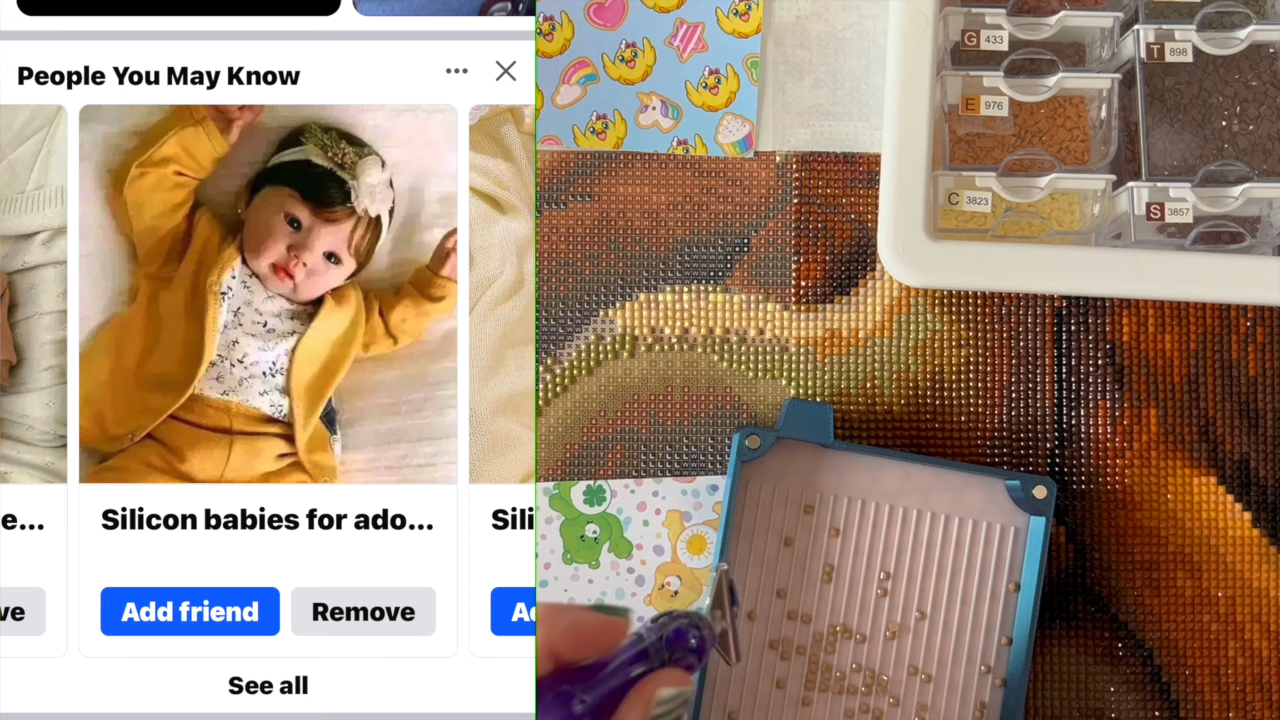 People You May Know
e...
Silicon babies for ado...
Sili
ve
Add friend
Remove
A
See all
G 433
T 898
E 976
C 3823
S 3857